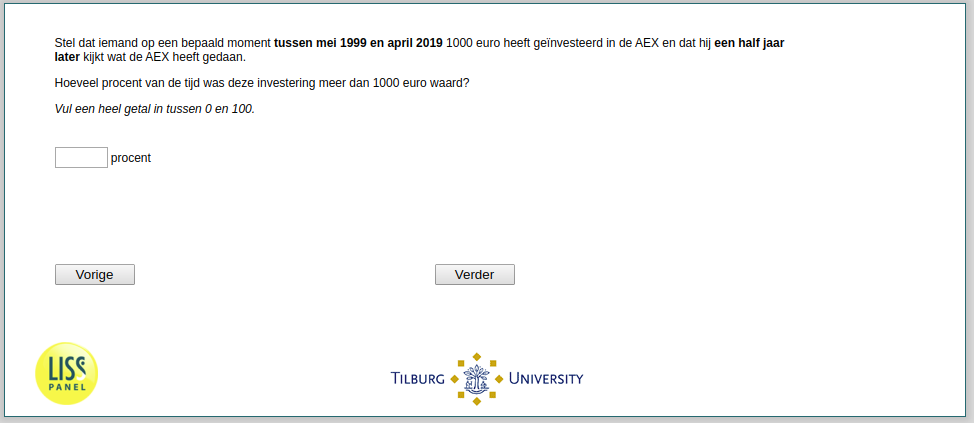 Stel dat iemand op een bepaald moment tussen mei 1999 en april 2019 1000 euro heeft geïnvesteerd in de AEX en dat hij een half jaar
later kijkt wat de AEX heeft gedaan.
Hoeveel procent van de tijd was deze investering meer dan 1000 euro waard?
Vul een heel getal in tussen 0 en 100.
procent
Vorige
Verder
LISS
PANEL
TILBURG UNIVERSITY